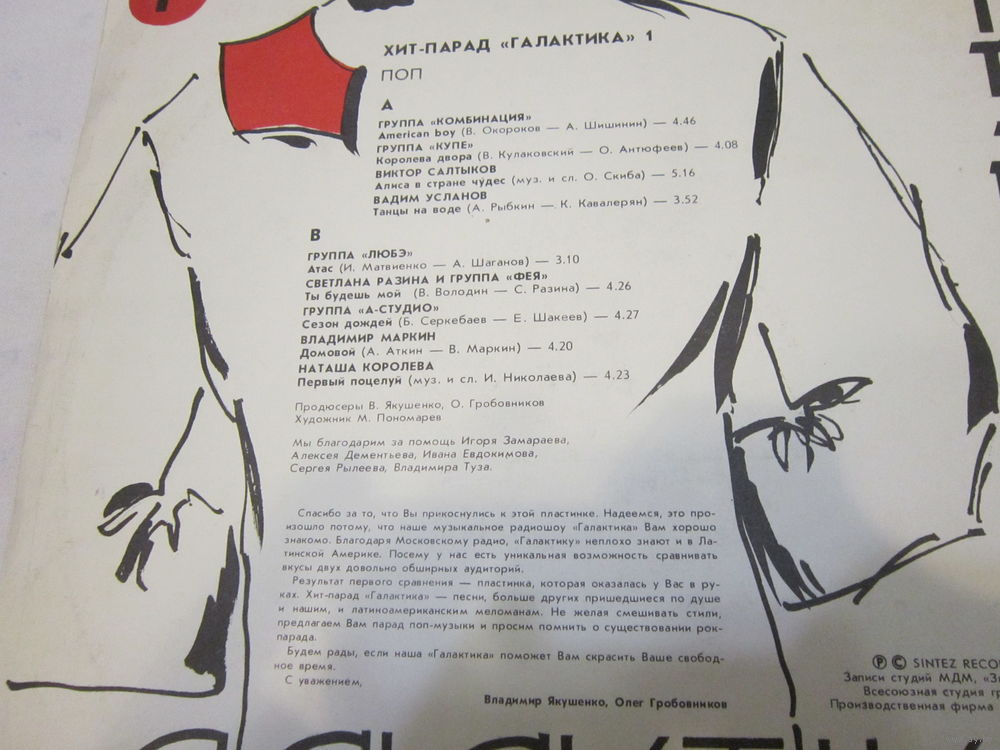 ХИТ-ПАРАД «ГАЛАКТИКА» 1
ПОП
А
ГРУППА «КОМБИНАЦИЯ»
American boy (В. Окороков — А. Шишинин) — 4.46
ГРУППА «КУПЕ»
Королева двора (В. Кулаковский — О. Антюфеев) — 4.08
ВИКТОР САЛТЫКОВ
Алиса в стране чудес (муз. и сл. О. Скиба) — 5.16
ВАДИМ УСЛАНОВ
Танцы на воде (А. Рыбкин — К. Кавалерян) — 3.52
В
ГРУППА «ЛЮБЭ»
Атас (И. Матвиенко — А. Шаганов) — 3.10
СВЕТЛАНА РАЗИНА И ГРУППА «ФЕЯ»
Ты будешь мой (В. Володин — С. Разина) — 4.26
ГРУППА «А-СТУДИО»
Сезон дождей (Б. Серкебаев — Е. Шакеев) — 4.27
ВЛАДИМИР МАРКИН
Домовой (А. Аткин — В. Маркин) — 4.20
НАТАША КОРОЛЕВА
Первый поцелуй (муз. и сл. И. Николаева) — 4.23
Продюсеры В. Якушенко, О. Гробовников
Художник М. Пономарев
Мы благодарим за помощь Игоря Замараева,
Алексея Дементьева, Ивана Евдокимова,
Сергея Рылеева, Владимира Туза.
Спасибо за то, что Вы прикоснулись к этой пластинке. Надеемся, это про-
изошло потому, что наше музыкальное радиошоу «Галактика» Вам хорошо
знакомо. Благодаря Московскому радио, «Галактику» неплохо знают и в Ла-
тинской Америке. Посему у нас есть уникальная возможность сравнивать
вкусы двух довольно обширных аудиторий.
Результат первого сравнения — пластинка, которая оказалась у Вас в ру-
ках. Хит-парад «Галактика» — песни, больше других пришедшиеся по душе
и нашим, и латиноамериканским меломанам. Не желая смешивать стили,
предлагаем Вам парад поп-музыки и просим помнить о существовании рок-
парада.
Будем рады, если наша «Галактика» поможет Вам скрасить Ваше свобод-
ное время.
С уважением,
Владимир Якушенко, Олег Гробовников
Ⓟ © SINTEZ RECO
Записи студий МДМ, «З
Всесоюзная студия гр
Производственная фирма